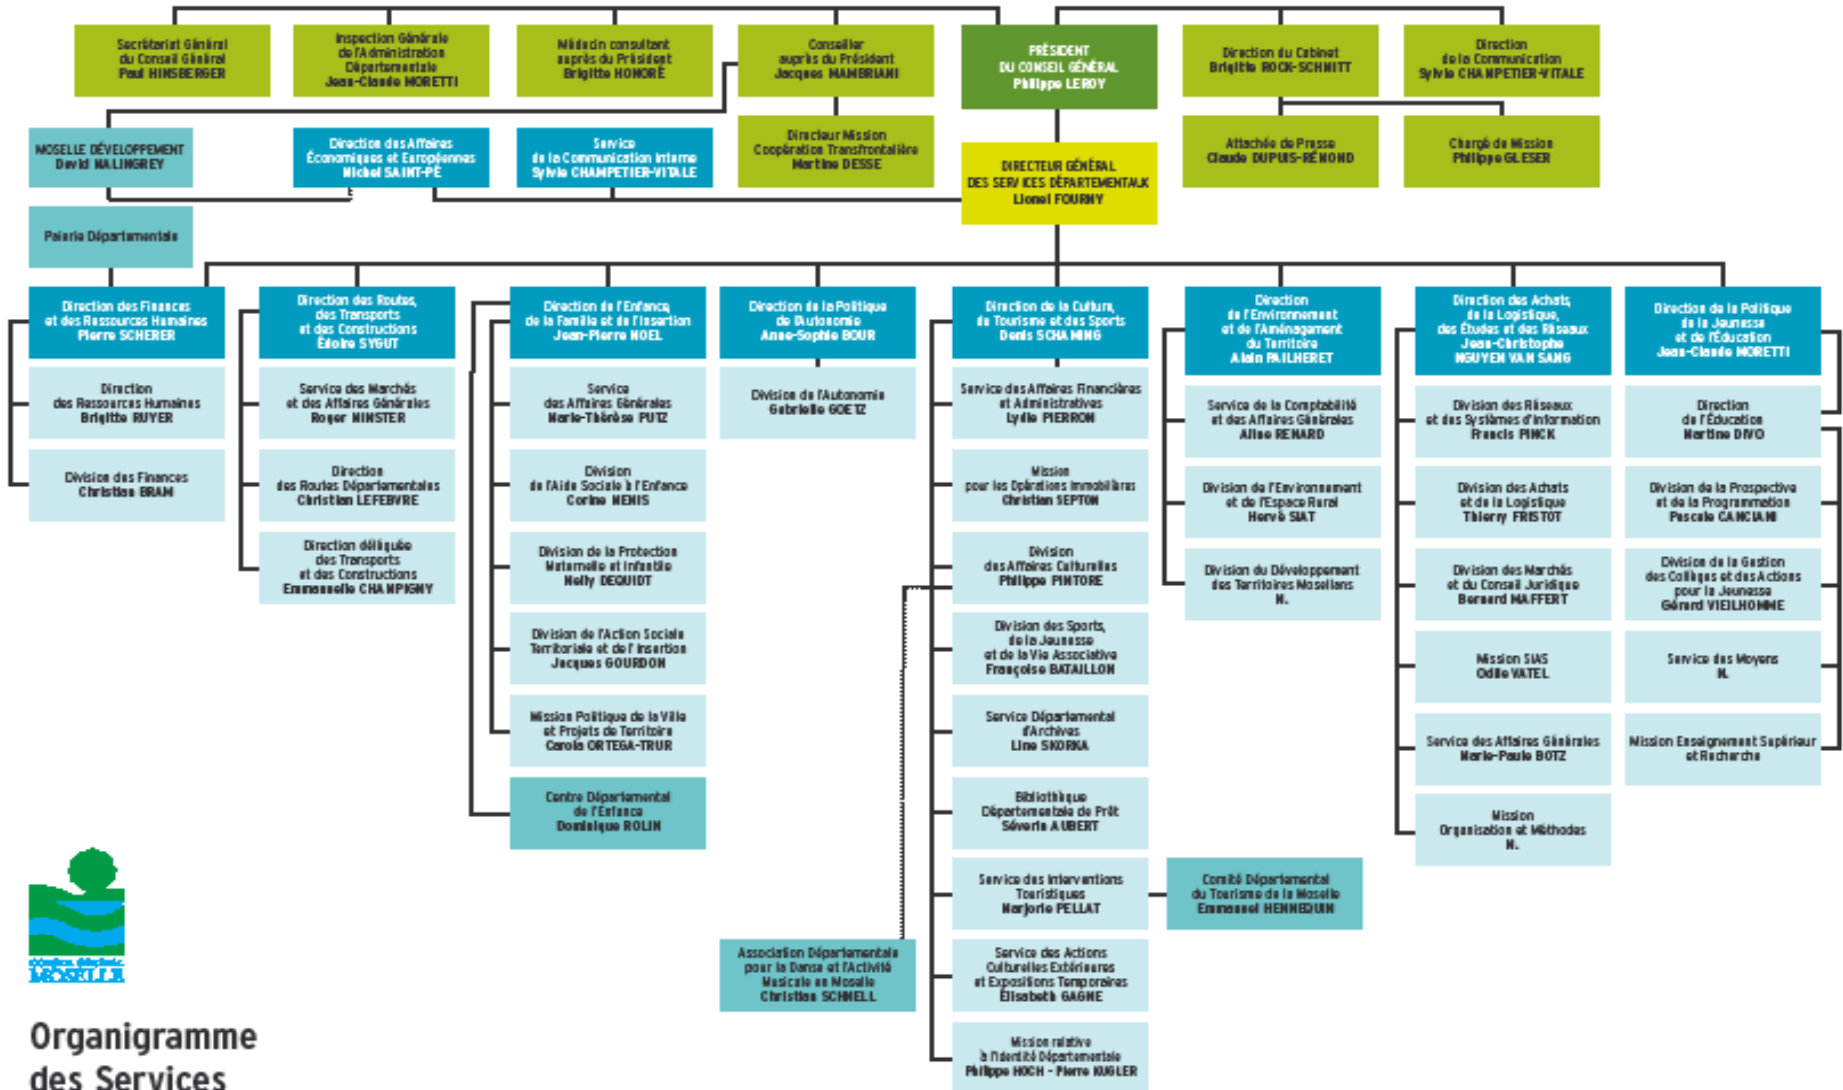 Secrétariat Général
du Conseil Général
Paul HINSBERGER
Inspection Générale
de l'Administration
Départementale
Jean-Claude MORETTI
Médecin consultant
auprès du Président
Brigitte HONORÉ
Conseiller
auprès du Président
Jacques MAMBRIANI
PRÉSIDENT
DU CONSEIL GÉNÉRAL
Philippe LEROY
Direction du Cabinet
Brigitte ROCK-SCHMITT
Direction
de la Communication
Sylvie CHAMPETIER-VITALE
MOSELLE DÉVELOPPEMENT
David MALINGREY
Direction des Affaires
Économiques et Européennes
Michel SAINT-PÉ
Service
de la Communication Interne
Sylvie CHAMPETIER-VITALE
Directeur Mission
Coopération Transfrontalière
Martine DESSE
DIRECTEUR GÉNÉRAL
DES SERVICES DÉPARTEMENTAUX
Lionel FOURNY
Attachée de Presse
Claude DUPUIS-RÉMOND
Chargé de Mission
Philippe GLESER
Paierie Départementale
Direction des Finances
et des Ressources Humaines
Pierre SCHERER
Direction
des Ressources Humaines
Brigitte RUYER
Division des Finances
Christian BRAM
Direction des Routes,
des Transports
et des Constructions
Éloire SYGUT
Service des Marchés
et des Affaires Générales
Roger MINSTER
Direction
des Routes Départementales
Christian LEFEBVRE
Direction déléguée
des Transports
et des Constructions
Emmannelle CHAMPIGNY
Direction de l'Enfance,
de la Famille et de l'Insertion
Jean-Pierre NOEL
Service
des Affaires Générales
Marie-Thérèse PUTZ
Division
de l'Aide Sociale à l'Enfance
Corine NENIS
Division de la Protection
Maternelle et Infantile
Nelly DEQUIDT
Division de l'Action Sociale
Territoriale et de l'Insertion
Jacques GOURDON
Mission Politique de la Ville
et Projets de Territoire
Carola ORTEGA-TRUR
Centre Départemental
de l'Enfance
Dominique ROLIN
Direction de la Politique
de l'Autonomie
Anne-Sophie BOUR
Division de l'Autonomie
Gabrielle GOETZ
Direction de la Culture,
du Tourisme et des Sports
Denis SCHAMING
Service des Affaires Financières
et Administratives
Lydie PIERRON
Mission
pour les Opérations Immobilières
Christian SEPTON
Division
des Affaires Culturelles
Philippe PINTORE
Division des Sports,
de la Jeunesse
et de la Vie Associative
Françoise BATAILLON
Service Départemental
d'Archives
Line SKORKA
Bibliothèque
Départementale de Prêt
Séverin AUBERT
Service des Interventions
Touristiques
Marjorie PELLAT
Comité Départemental
du Tourisme de la Moselle
Emmanuel HENNEQUIN
Association Départementale
pour la Danse et l'Activité
Musicale en Moselle
Christian SCHNELL
Service des Actions
Culturelles Extérieures
et Expositions Temporaires
Élisabeth GAGNE
Mission relative
à l'Identité Départementale
Philippe HOCH - Pierre KUGLER
Direction
de l'Environnement
et de l'Aménagement
du Territoire
Alain PAILHERET
Service de la Comptabilité
et des Affaires Générales
Aline RENARD
Division de l'Environnement
et de l'Espace Rural
Hervé SIAT
Division du Développement
des Territoires Mosellans
N.
Direction des Achats,
de la Logistique,
des Études et des Réseaux
Jean-Christophe
NGUYEN VAN SANG
Division des Réseaux
et des Systèmes d'Information
Francis PINCK
Division des Achats
et de la Logistique
Thierry FRISTOT
Division des Marchés
et du Conseil Juridique
Bernard MAFFERT
Mission SIAS
Odile VATEL
Service des Affaires Générales
Marie-Paule BOTZ
Mission
Organisation et Méthodes
N.
Direction de la Politique
de la Jeunesse
et de l'Éducation
Jean-Claude MORETTI
Direction
de l'Éducation
Martine DIVO
Division de la Prospective
et de la Programmation
Pascale CANCIANI
Division de la Gestion
des Collèges et des Actions
pour la Jeunesse
Gérard VIEILHOMME
Service des Moyens
N.
Mission Enseignement Supérieur
et Recherche
MOSELLE
Organigramme
des Services